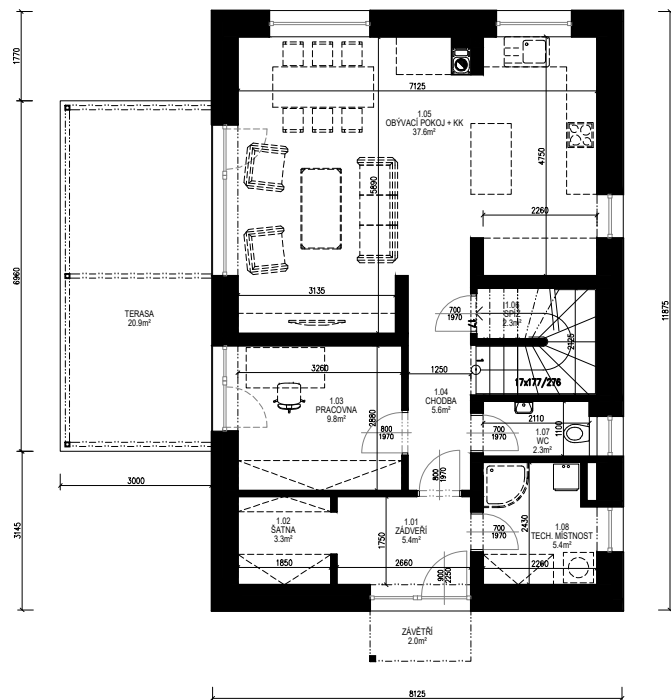 1770
6960
3145
11875
8125
3000
7125
1.05
OBÝVACÍ POKOJ + KK
37.6m²
5890
4750
2260
3135
TERASA
20.9m²
700
1970
1.06
SPÍŽ
2.3m²
2125
17
1
17x177/276
3260
1.03
PRACOVNA
9.8m²
2880
1250
1.04
CHODBA
5.6m²
800
1970
700
1970
2110
1100
1.07
WC
2.3m²
800
1970
1.02
ŠATNA
3.3m²
1850
1.01
ZÁDVEŘÍ
5.4m²
1750
2660
700
1970
2430
1.08
TECH. MÍSTNOST
5.4m²
2260
900
2250
ZÁVĚTŘÍ
2.0m²